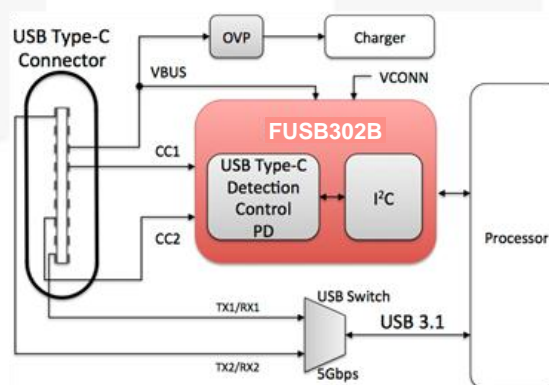 USB Type-C
Connector
OVP
Charger
VBUS
VCONN
FUSB302B
CC1
USB Type-C
Detection
Control
PD
I²C
Processor
CC2
USB Switch
TX1/RX1
USB 3.1
TX2/RX2
5Gbps